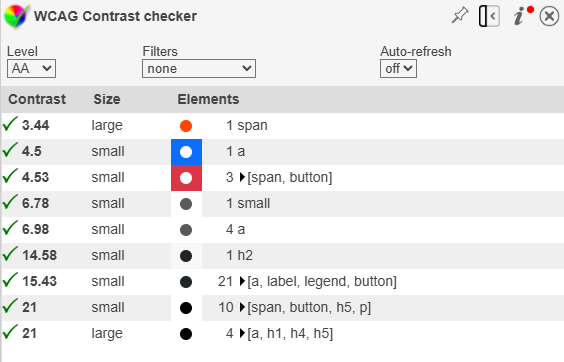 WCAG Contrast checker
Level Filters Auto-refresh
AA none off
Contrast Size Elements
3.44 large 1 span
4.5 small 1 a
4.53 small 3 [span, button]
6.78 small 1 small
6.98 small 4 a
14.58 small 1 h2
15.43 small 21 [a, label, legend, button]
21 small 10 [span, button, h5, p]
21 large 4 [a, h1, h4, h5]